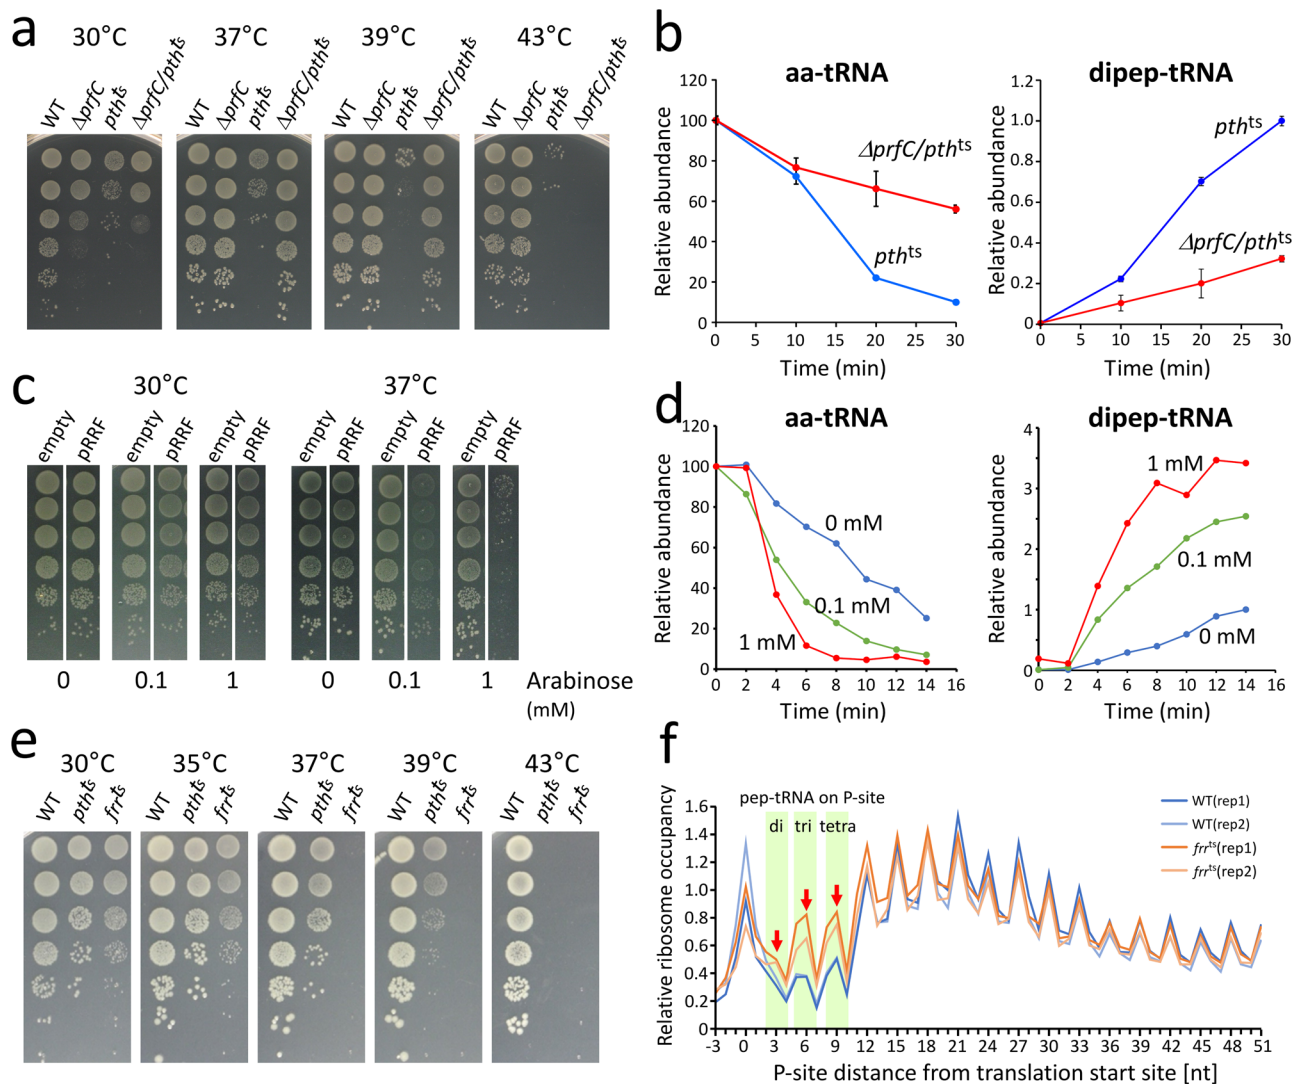 a
30°C 37°C 39°C 43°C
WT ΔprfC pthts ΔprfC/pthts
WT ΔprfC pthts ΔprfC/pthts
WT ΔprfC pthts ΔprfC/pthts
WT ΔprfC pthts ΔprfC/pthts
b
aa-tRNA
Relative abundance
120
100
80
60
40
20
0
ΔprfC/pthts
pthts
0 5 10 15 20 25 30
Time (min)
dipep-tRNA
Relative abundance
1.2
1.0
0.8
0.6
0.4
0.2
0
pthts
ΔprfC/pthts
0 5 10 15 20 25 30
Time (min)
c
30°C 37°C
empty pRRF empty pRRF empty pRRF
empty pRRF empty pRRF empty pRRF
0 0.1 1 0 0.1 1 Arabinose
(mM)
d
aa-tRNA
Relative abundance
120
100
80
60
40
20
0
0 mM
0.1 mM
1 mM
0 2 4 6 8 10 12 14 16
Time (min)
dipep-tRNA
Relative abundance
4
3
2
1
0
1 mM
0.1 mM
0 mM
0 2 4 6 8 10 12 14 16
Time (min)
e
30°C 35°C 37°C 39°C 43°C
WT pthts frrts
WT pthts frrts
WT pthts frrts
WT pthts frrts
WT pthts frrts
f
pep-tRNA on P-site
di tri tetra
WT(rep1)
WT(rep2)
frrts(rep1)
frrts(rep2)
Relative ribosome occupancy
1.6
1.4
1.2
1.0
0.8
0.6
0.4
0.2
0
-3 0 3 6 9 12 15 18 21 24 27 30 33 36 39 42 45 48 51
P-site distance from translation start site [nt]